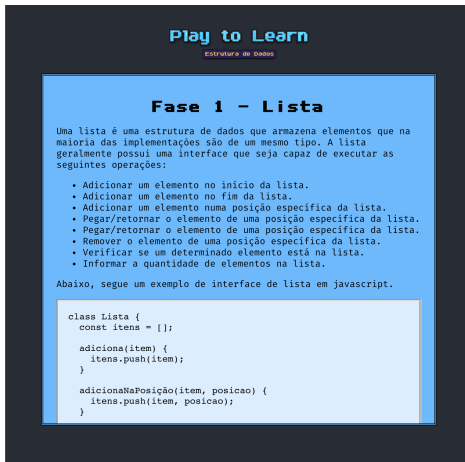 Play to Learn
Estrutura de Dados
Fase 1 - Lista
Uma lista é uma estrutura de dados que armazena elementos que na
maioria das implementações são de um mesmo tipo. A lista
geralmente possui uma interface que seja capaz de executar as
seguintes operações:
• Adicionar um elemento no início da lista.
• Adicionar um elemento no fim da lista.
• Adicionar um elemento numa posição específica da lista.
• Pegar/retornar o elemento de uma posição específica da lista.
• Pegar/retornar o elemento de uma posição específica da lista.
• Remover o elemento de uma posição específica da lista.
• Verificar se um determinado elemento está na lista.
• Informar a quantidade de elementos na lista.
Abaixo, segue um exemplo de interface de lista em javascript.
class Lista {
  const itens = [];
  adiciona(item) {
    itens.push(item);
  }
  adicionaNaPosição(item, posicao) {
    itens.push(item, posicao);
  }